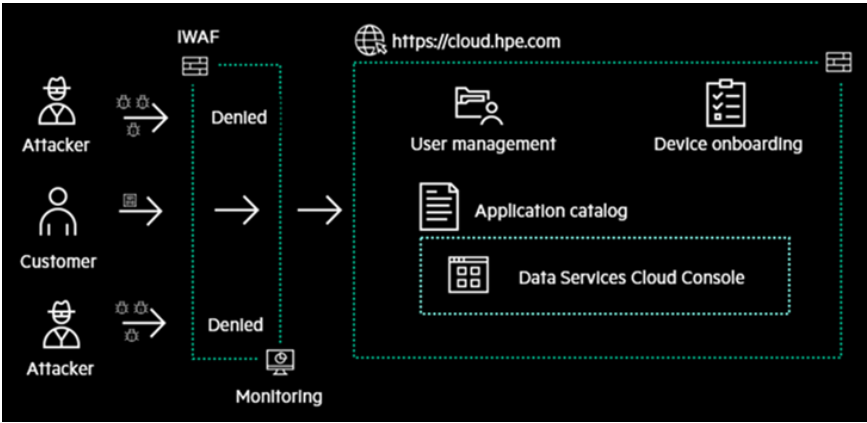 IWAF
https://cloud.hpe.com
Attacker
Denied
User management
Device onboarding
Customer
Application catalog
Data Services Cloud Console
Attacker
Denied
Monitoring